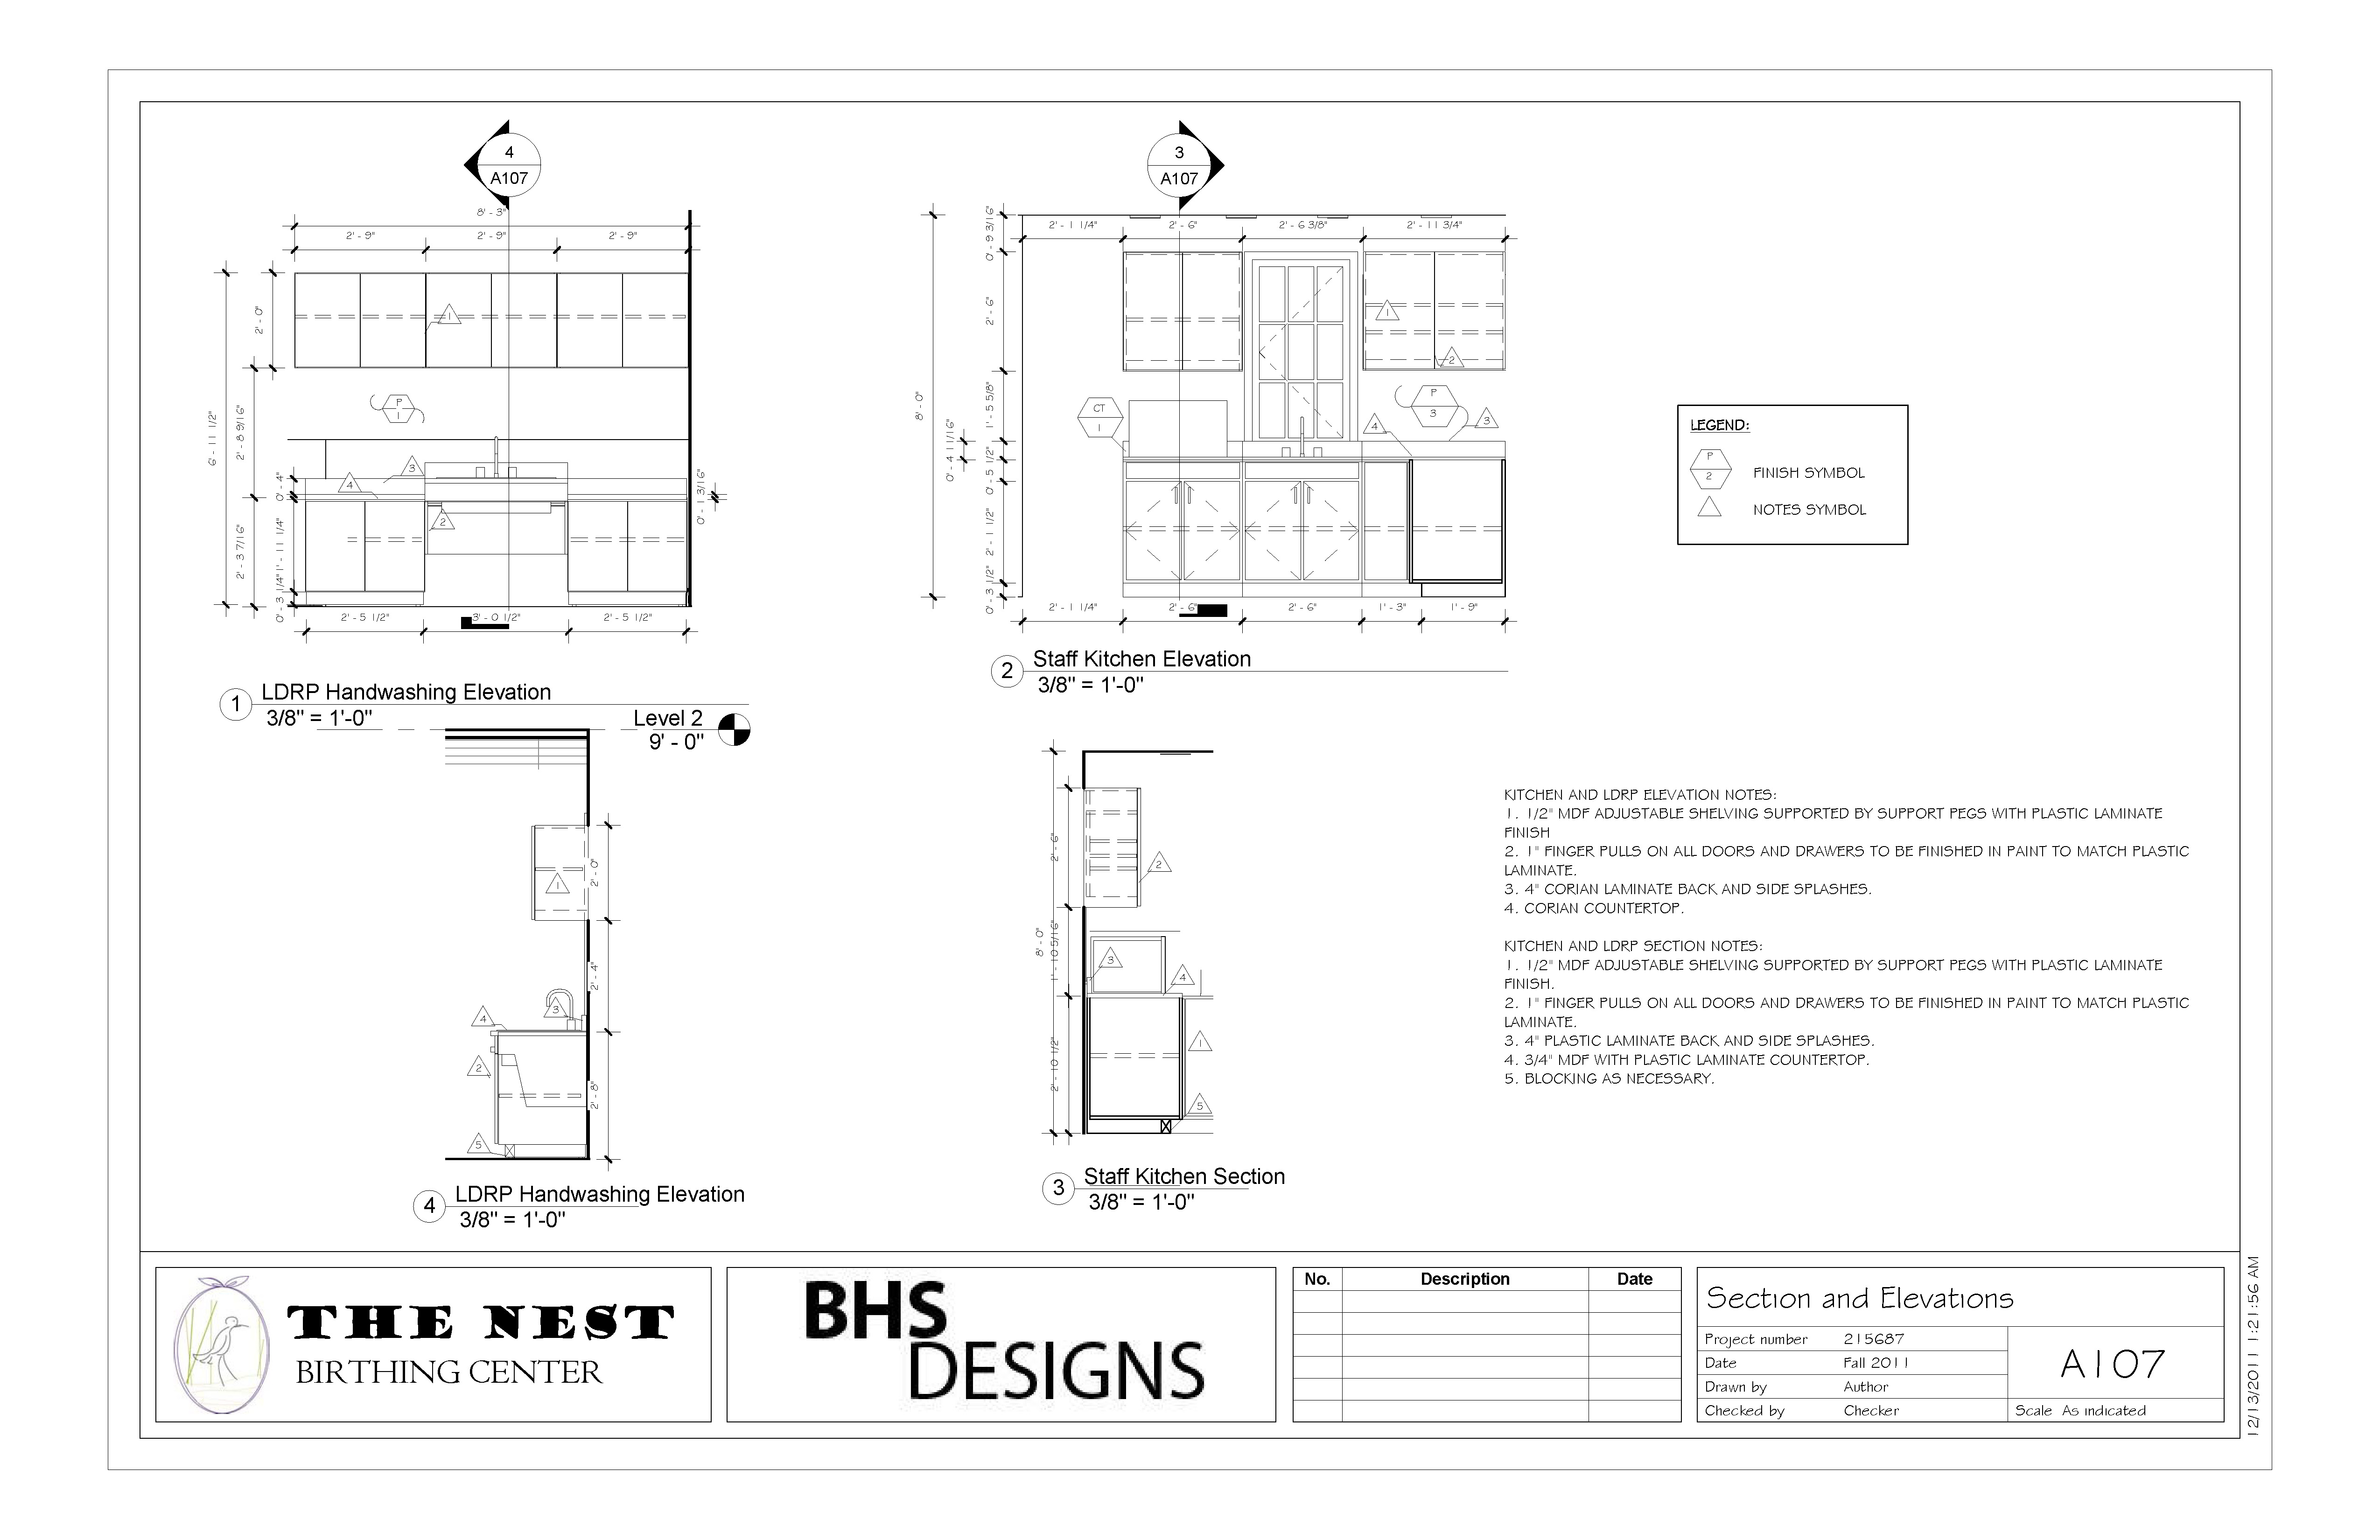 4
A107
8' - 3"
2' - 9"
2' - 9"
2' - 9"
2' - 0"
6' - 11 1/2"
2' - 8 9/16"
2' - 3 7/16"
0' - 4"
1' - 11 1/4"
0' - 3 1/4"
0' - 1 3/16"
1
P
1
3
4
2
2' - 5 1/2"
3' - 0 1/2"
2' - 5 1/2"
1
LDRP Handwashing Elevation
3/8" = 1'-0"
3
A107
2' - 1 1/4"
2' - 6"
2' - 6 3/8"
2' - 11 3/4"
0' - 9 3/16"
2' - 6"
1' - 5 5/8"
8' - 0"
0' - 4 11/16"
0' - 5 1/2"
2' - 1 1/2"
0' - 3 1/2"
1
2
CT
1
P
3
4
3
2' - 1 1/4"
2' - 6"
2' - 6"
1' - 3"
1' - 9"
2
Staff Kitchen Elevation
3/8" = 1'-0"
LEGEND:
P
2
FINISH SYMBOL
NOTES SYMBOL
Level 2
9' - 0"
2' - 0"
2' - 4"
2' - 8"
1
3
4
2
5
4
LDRP Handwashing Elevation
3/8" = 1'-0"
2' - 6"
8' - 0"
1' - 10 5/16"
2' - 10 1/2"
2
3
4
1
5
3
Staff Kitchen Section
3/8" = 1'-0"
KITCHEN AND LDRP ELEVATION NOTES:
1. 1/2" MDF ADJUSTABLE SHELVING SUPPORTED BY SUPPORT PEGS WITH PLASTIC LAMINATE
FINISH
2. 1" FINGER PULLS ON ALL DOORS AND DRAWERS TO BE FINISHED IN PAINT TO MATCH PLASTIC
LAMINATE.
3. 4" CORIAN LAMINATE BACK AND SIDE SPLASHES.
4. CORIAN COUNTERTOP.
KITCHEN AND LDRP SECTION NOTES:
1. 1/2" MDF ADJUSTABLE SHELVING SUPPORTED BY SUPPORT PEGS WITH PLASTIC LAMINATE
FINISH.
2. 1" FINGER PULLS ON ALL DOORS AND DRAWERS TO BE FINISHED IN PAINT TO MATCH PLASTIC
LAMINATE.
3. 4" PLASTIC LAMINATE BACK AND SIDE SPLASHES.
4. 3/4" MDF WITH PLASTIC LAMINATE COUNTERTOP.
5. BLOCKING AS NECESSARY.
THE NEST
BIRTHING CENTER
BHS
DESIGNS
No. Description Date
Section and Elevations
Project number 215687
Date Fall 2011
Drawn by Author
Checked by Checker
A107
Scale As indicated
12/13/2011 1:21:56 AM